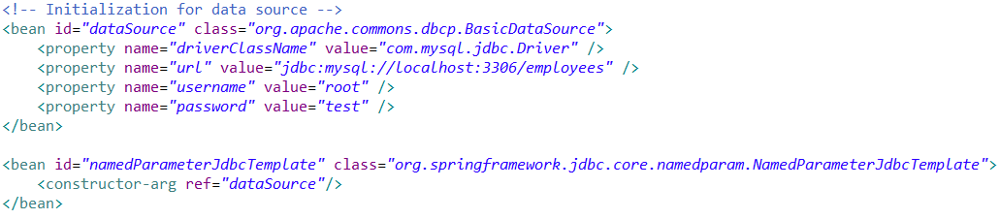 <!-- Initialization for data source -->
<bean id="dataSource" class="org.apache.commons.dbcp.BasicDataSource">
    <property name="driverClassName" value="com.mysql.jdbc.Driver" />
    <property name="url" value="jdbc:mysql://localhost:3306/employees" />
    <property name="username" value="root" />
    <property name="password" value="test" />
</bean>

<bean id="namedParameterJdbcTemplate" class="org.springframework.jdbc.core.namedparam.NamedParameterJdbcTemplate">
    <constructor-arg ref="dataSource"/>
</bean>